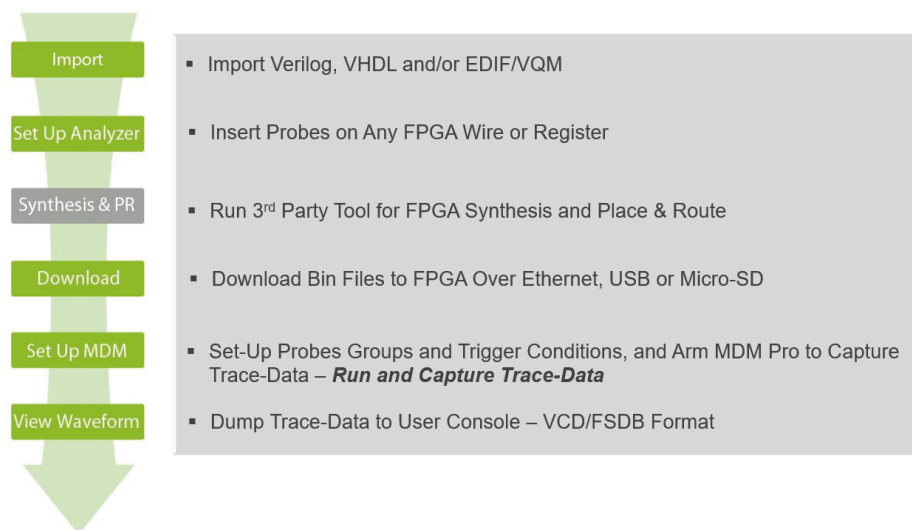 Import
▪ Import Verilog, VHDL and/or EDIF/VQM
Set Up Analyzer
▪ Insert Probes on Any FPGA Wire or Register
Synthesis & PR
▪ Run 3rd Party Tool for FPGA Synthesis and Place & Route
Download
▪ Download Bin Files to FPGA Over Ethernet, USB or Micro-SD
Set Up MDM
▪ Set-Up Probes Groups and Trigger Conditions, and Arm MDM Pro to Capture
Trace-Data – Run and Capture Trace-Data
View Waveform
▪ Dump Trace-Data to User Console – VCD/FSDB Format